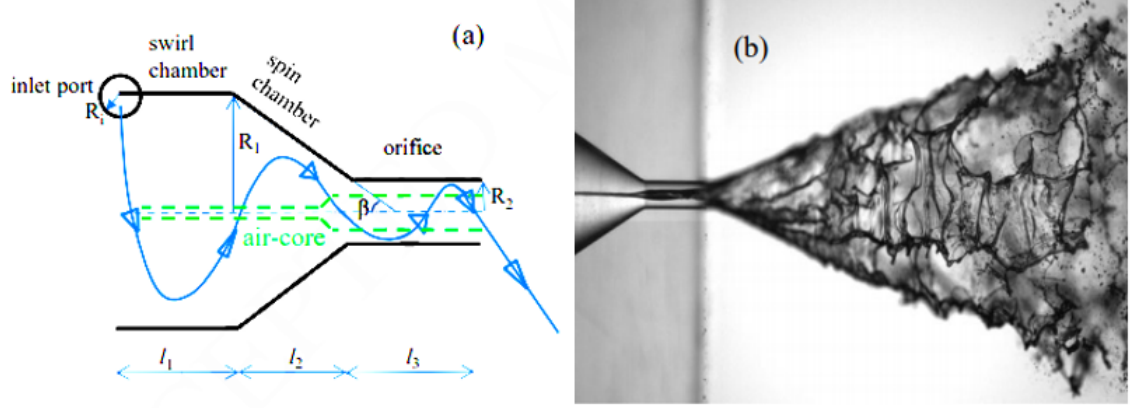 (a)
swirl
chamber
spin
chamber
inlet port
Rᵢ
R₁
orifice
R₂
β
air-core
l₁
l₂
l₃
(b)